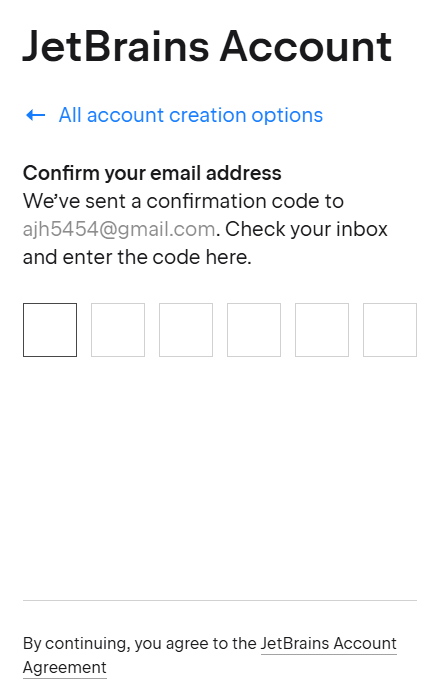 JetBrains Account
← All account creation options
Confirm your email address
We’ve sent a confirmation code to
ajh5454@gmail.com. Check your inbox
and enter the code here.
By continuing, you agree to the JetBrains Account
Agreement